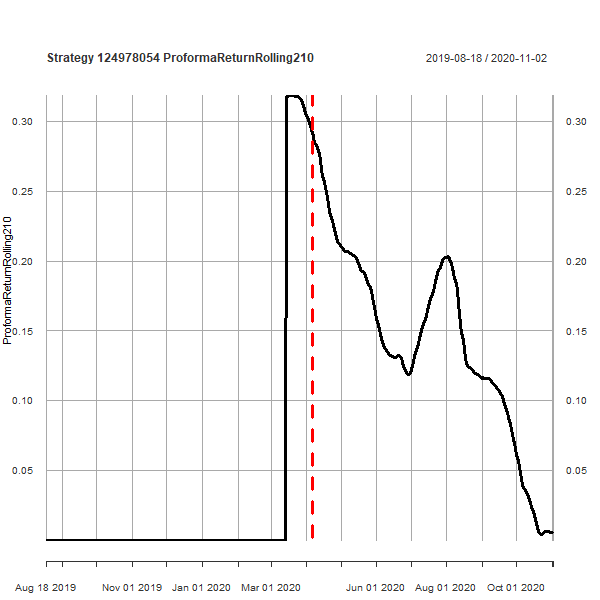 Strategy 124978054 ProformaReturnRolling210
2019-08-18 / 2020-11-02
ProformaReturnRolling210
0.30 0.30
0.25 0.25
0.20 0.20
0.15 0.15
0.10 0.10
0.05 0.05
Aug 18 2019 Nov 01 2019 Jan 01 2020 Mar 01 2020 Jun 01 2020 Aug 01 2020 Oct 01 2020